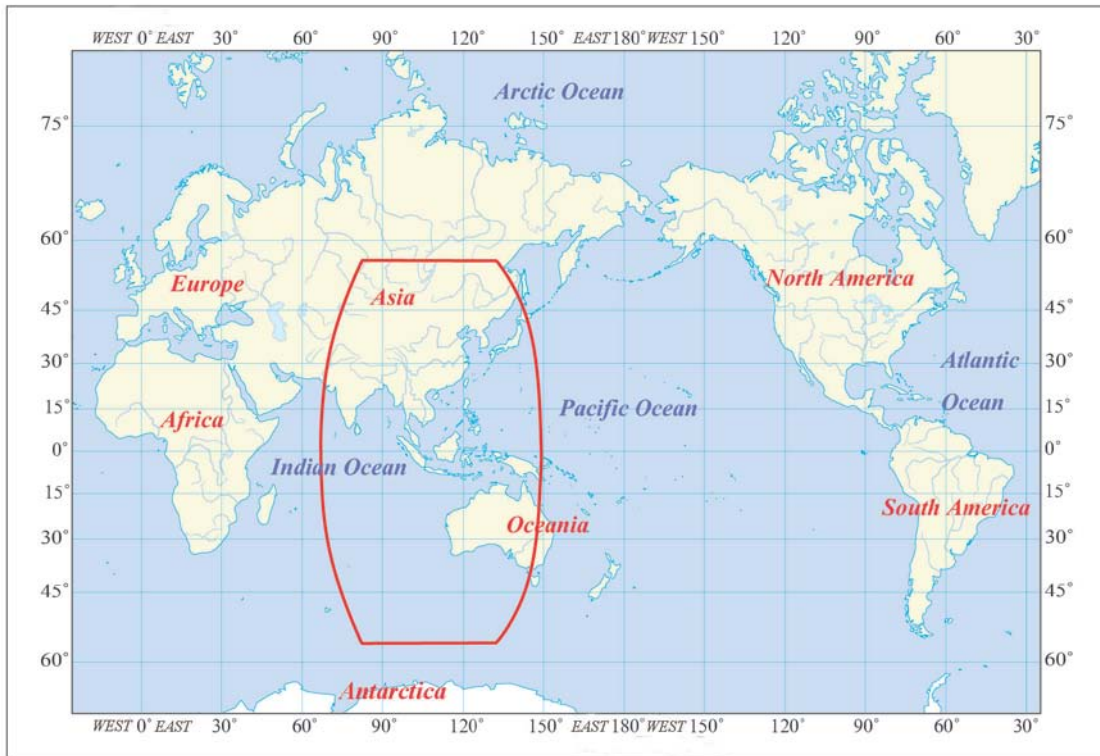 WEST 0° EAST 30° 60° 90° 120° 150° EAST 180° WEST 150° 120° 90° 60° 30°
Arctic Ocean
75° 75°
60° 60°
Europe Asia North America
45° 45°
30° 30°
Atlantic
15° Pacific Ocean Ocean 15°
Africa
0° 0°
Indian Ocean
15° 15°
Oceania South America
30° 30°
45° 45°
60° 60°
Antarctica
WEST 0° EAST 30° 60° 90° 120° 150° EAST 180° WEST 150° 120° 90° 60° 30°